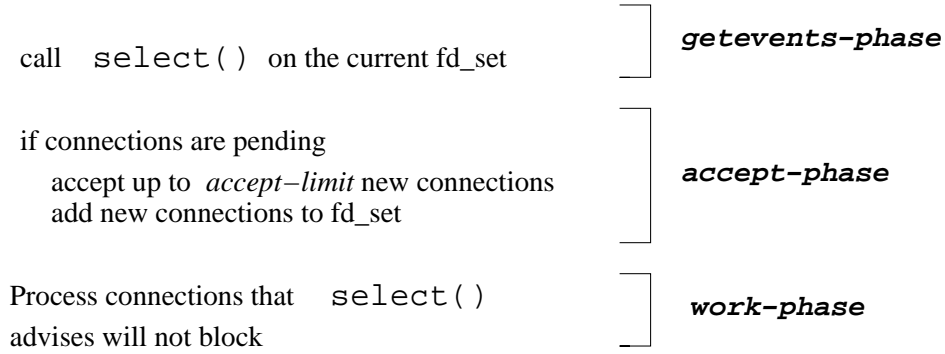 call select() on the current fd_set
getevents-phase
if connections are pending
accept up to accept-limit new connections
add new connections to fd_set
accept-phase
Process connections that select()
advises will not block
work-phase